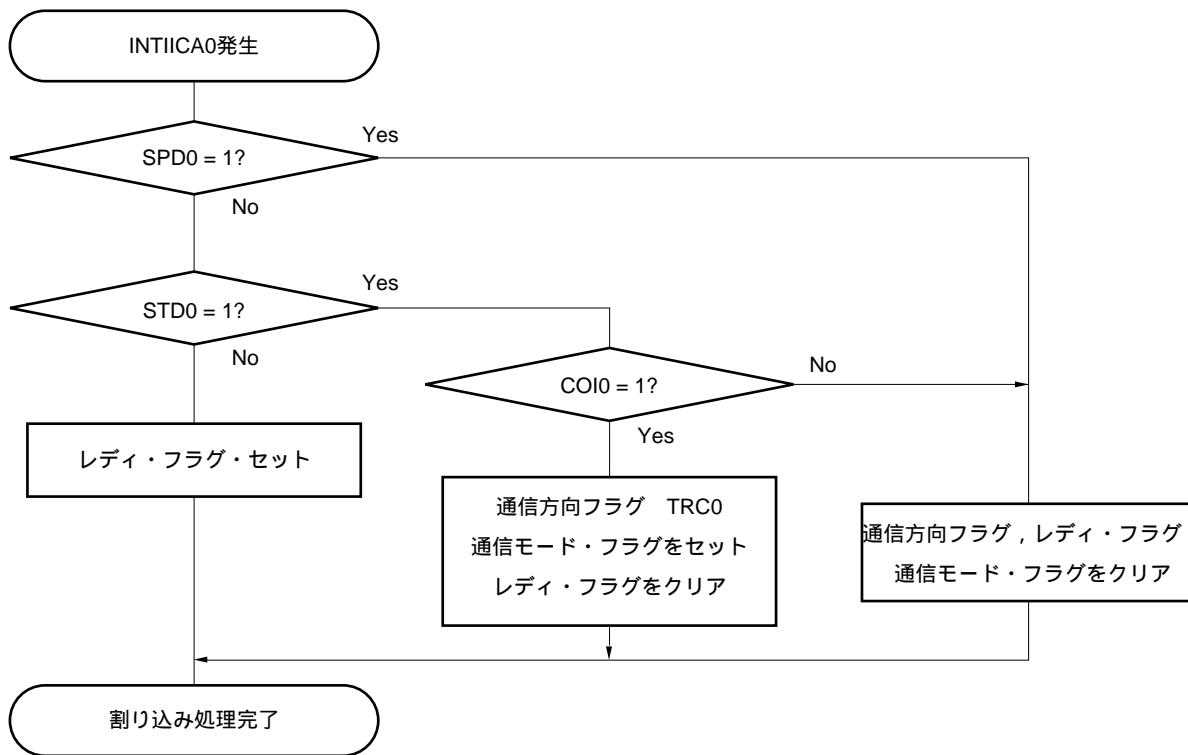 INTIICA0発生
Yes
SPD0 = 1?
No
Yes
STD0 = 1?
No
COI0 = 1?
No
Yes
レディ・フラグ・セット
通信方向フラグ　TRC0
通信モード・フラグをセット
レディ・フラグをクリア
通信方向フラグ，レディ・フラグ
通信モード・フラグをクリア
割り込み処理完了